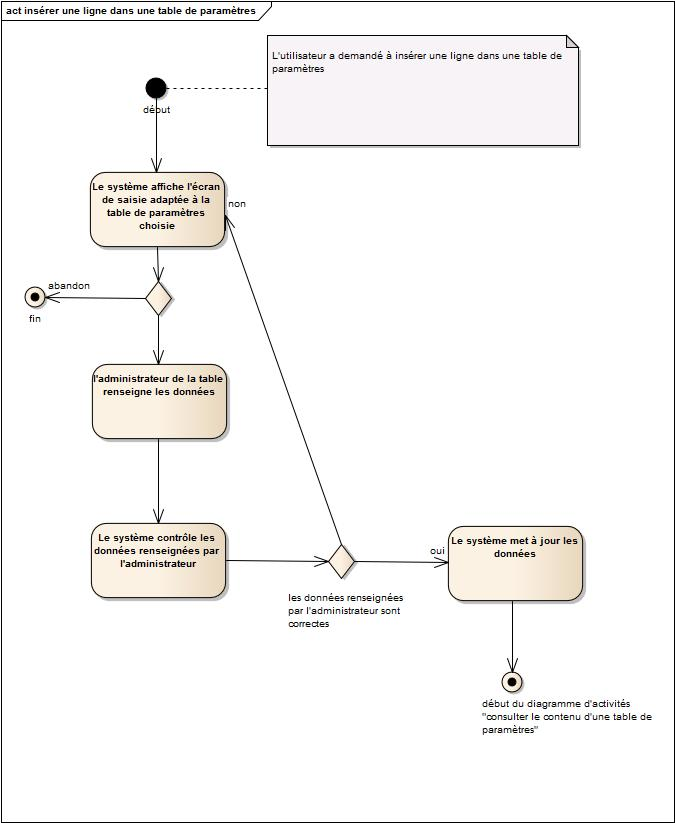 act insérer une ligne dans une table de paramètres
L'utilisateur a demandé à insérer une ligne dans une table de
paramètres
début
Le système affiche l'écran
de saisie adaptée à la
table de paramètres
choisie
non
abandon
fin
l'administrateur de la table
renseigne les données
Le système contrôle les
données renseignées par
l'administrateur
oui
Le système met à jour les
données
les données renseignées
par l'administrateur sont
correctes
début du diagramme d'activités
"consulter le contenu d'une table de
paramètres"